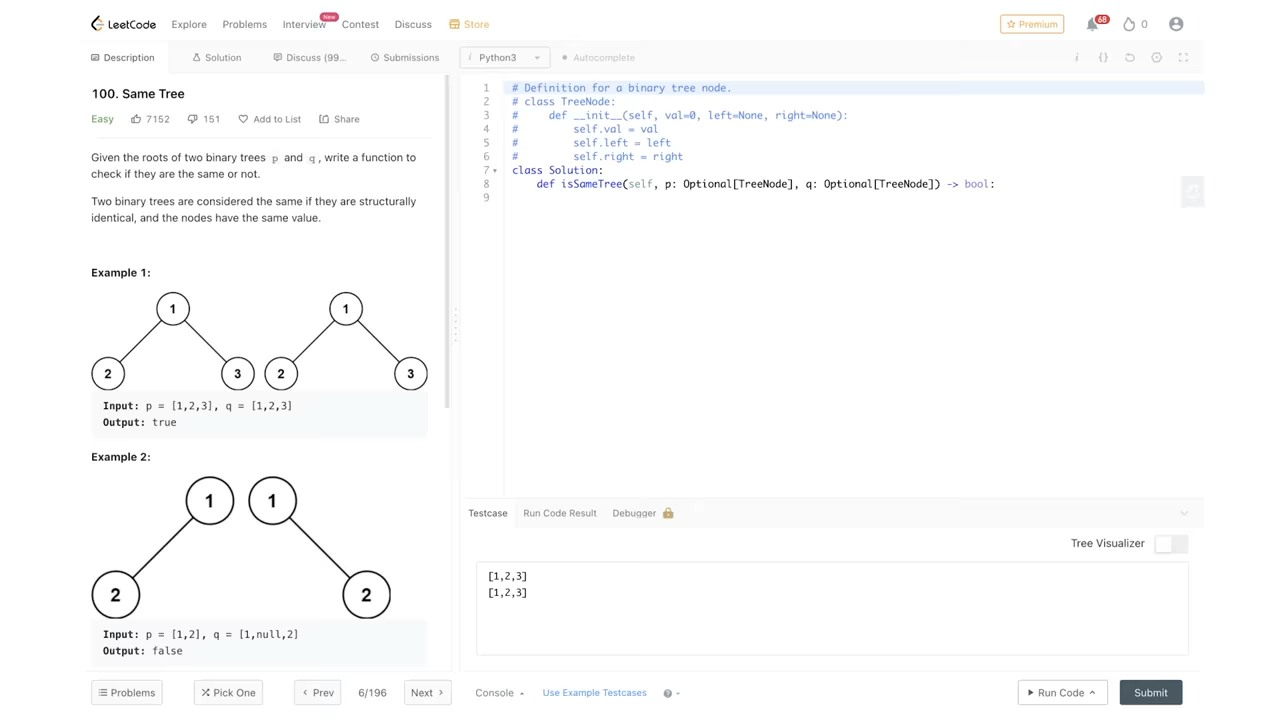 LeetCode Explore Problems Interview New Contest Discuss Store Premium 68 0
Description Solution Discuss (99... Submissions
i Python3 Autocomplete i {}
100. Same Tree
Easy 7152 151 Add to List Share
Given the roots of two binary trees p and q, write a function to
check if they are the same or not.
Two binary trees are considered the same if they are structurally
identical, and the nodes have the same value.
Example 1:
1 1
2 3 2 3
Input: p = [1,2,3], q = [1,2,3]
Output: true
Example 2:
1 1
2 2
Input: p = [1,2], q = [1,null,2]
Output: false
1 # Definition for a binary tree node.
2 # class TreeNode:
3 #     def __init__(self, val=0, left=None, right=None):
4 #         self.val = val
5 #         self.left = left
6 #         self.right = right
7 class Solution:
8     def isSameTree(self, p: Optional[TreeNode], q: Optional[TreeNode]) -> bool:
9
Testcase Run Code Result Debugger
Tree Visualizer
[1,2,3]
[1,2,3]
Problems Pick One < Prev 6/196 Next > Console Use Example Testcases ? Run Code Submit